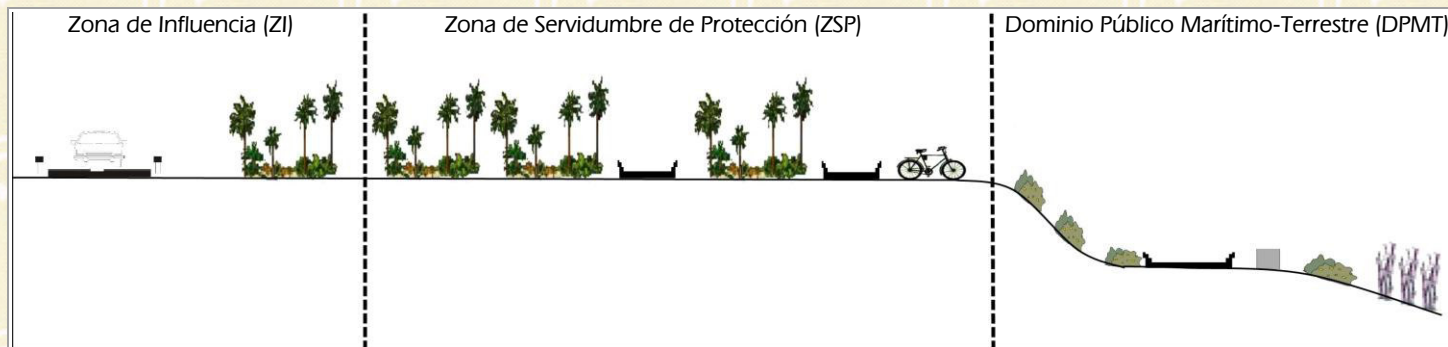 Zona de Influencia (ZI)
Zona de Servidumbre de Protección (ZSP)
Dominio Público Marítimo-Terrestre (DPMT)